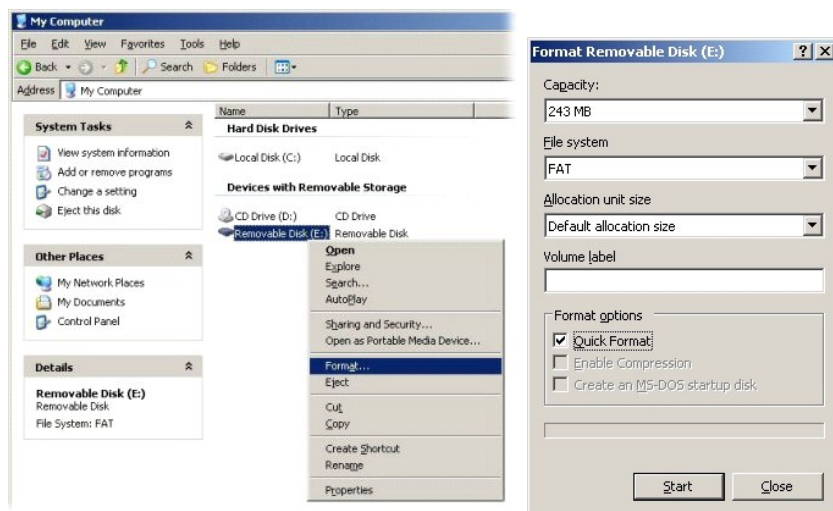 My Computer
File Edit View Favorites Tools Help
Back Search Folders
Address My Computer
System Tasks
View system information
Add or remove programs
Change a setting
Eject this disk
Other Places
My Network Places
My Documents
Control Panel
Details
Removable Disk (E:)
Removable Disk
File System: FAT
Name Type
Hard Disk Drives
Local Disk (C:) Local Disk
Devices with Removable Storage
CD Drive (D:) CD Drive
Removable Disk (E:) Removable Disk
Open
Explore
Search...
AutoPlay
Sharing and Security...
Open as Portable Media Device...
Format...
Eject
Cut
Copy
Create Shortcut
Rename
Properties
Format Removable Disk (E:)
Capacity:
243 MB
File system
FAT
Allocation unit size
Default allocation size
Volume label
Format options
Quick Format
Enable Compression
Create an MS-DOS startup disk
Start Close